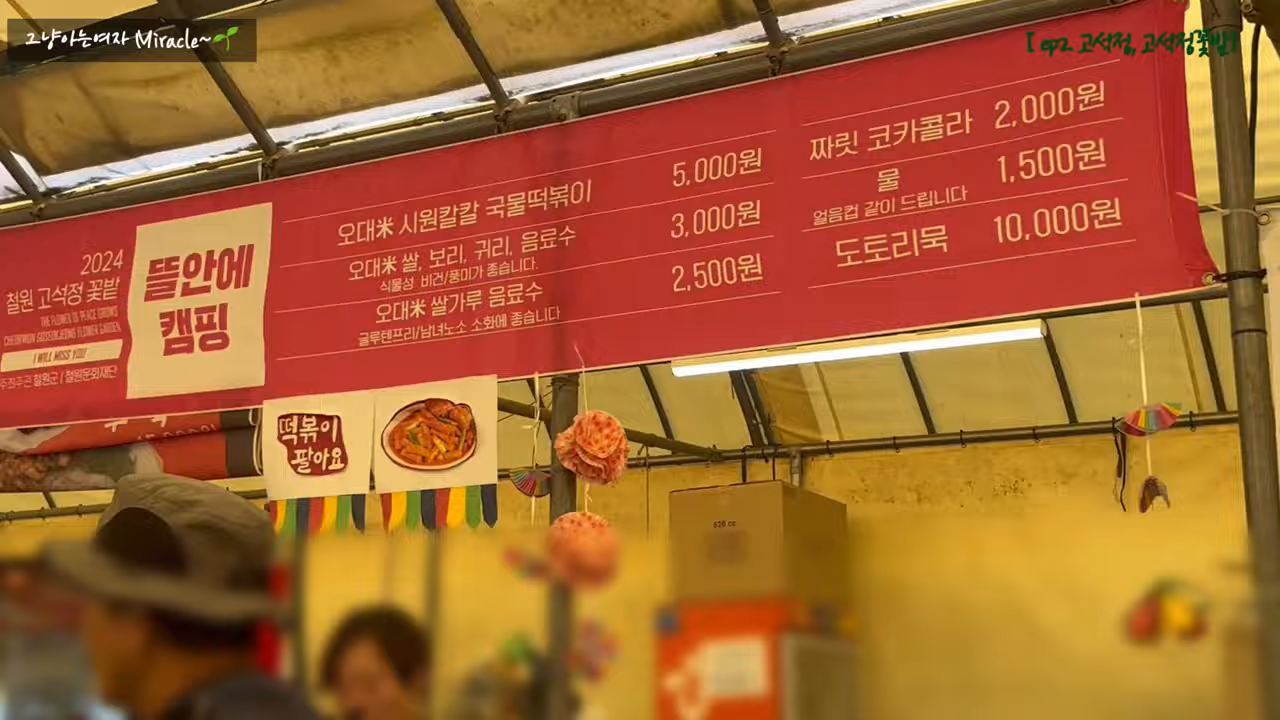 그냥아는여자 Miracle~
[ ep2. 고석정, 고석정꽃밭]
2024
철원 고석정 꽃밭
THE FLOWER IS PEACE GROWS
CHEORWON GOSEOKJEONG FLOWER GARDEN
I WILL MISS YOU
주최주관 철원군 | 철원문화재단
뜰안에
캠핑
오대米 시원칼칼 국물떡볶이 5,000원
오대米 쌀, 보리, 귀리, 음료수 3,000원
식물성 비건/풍미가 좋습니다.
오대米 쌀가루 음료수 2,500원
글루텐프리/남녀노소 소화에 좋습니다
짜릿 코카콜라 2,000원
물 1,500원
얼음컵 같이 드립니다
도토리묵 10,000원
떡볶이
팔아요